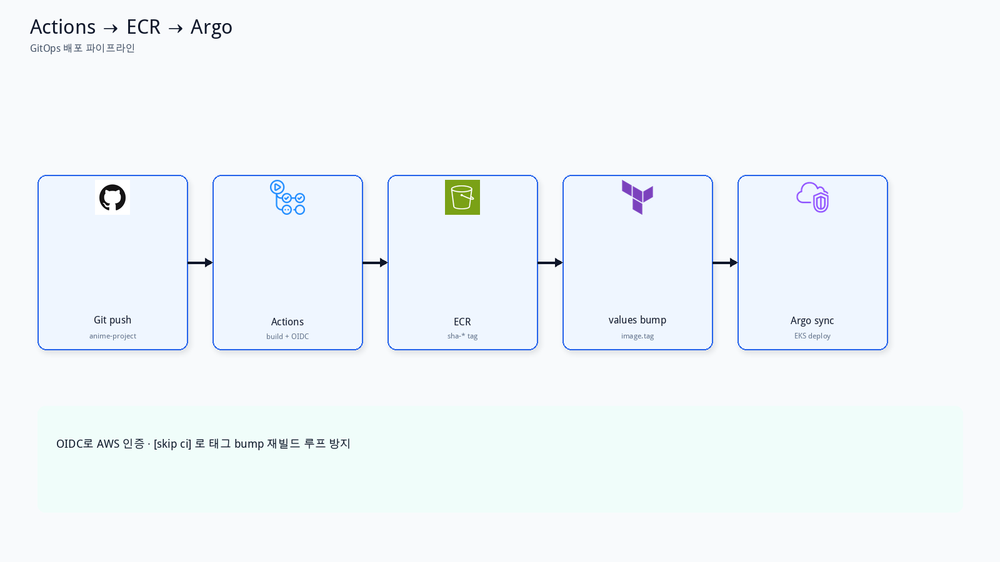 Actions → ECR → Argo
GitOps 배포 파이프라인
Git push
anime-project
Actions
build + OIDC
ECR
sha-* tag
values bump
image.tag
Argo sync
EKS deploy
OIDC로 AWS 인증 · [skip ci] 로 태그 bump 재빌드 루프 방지